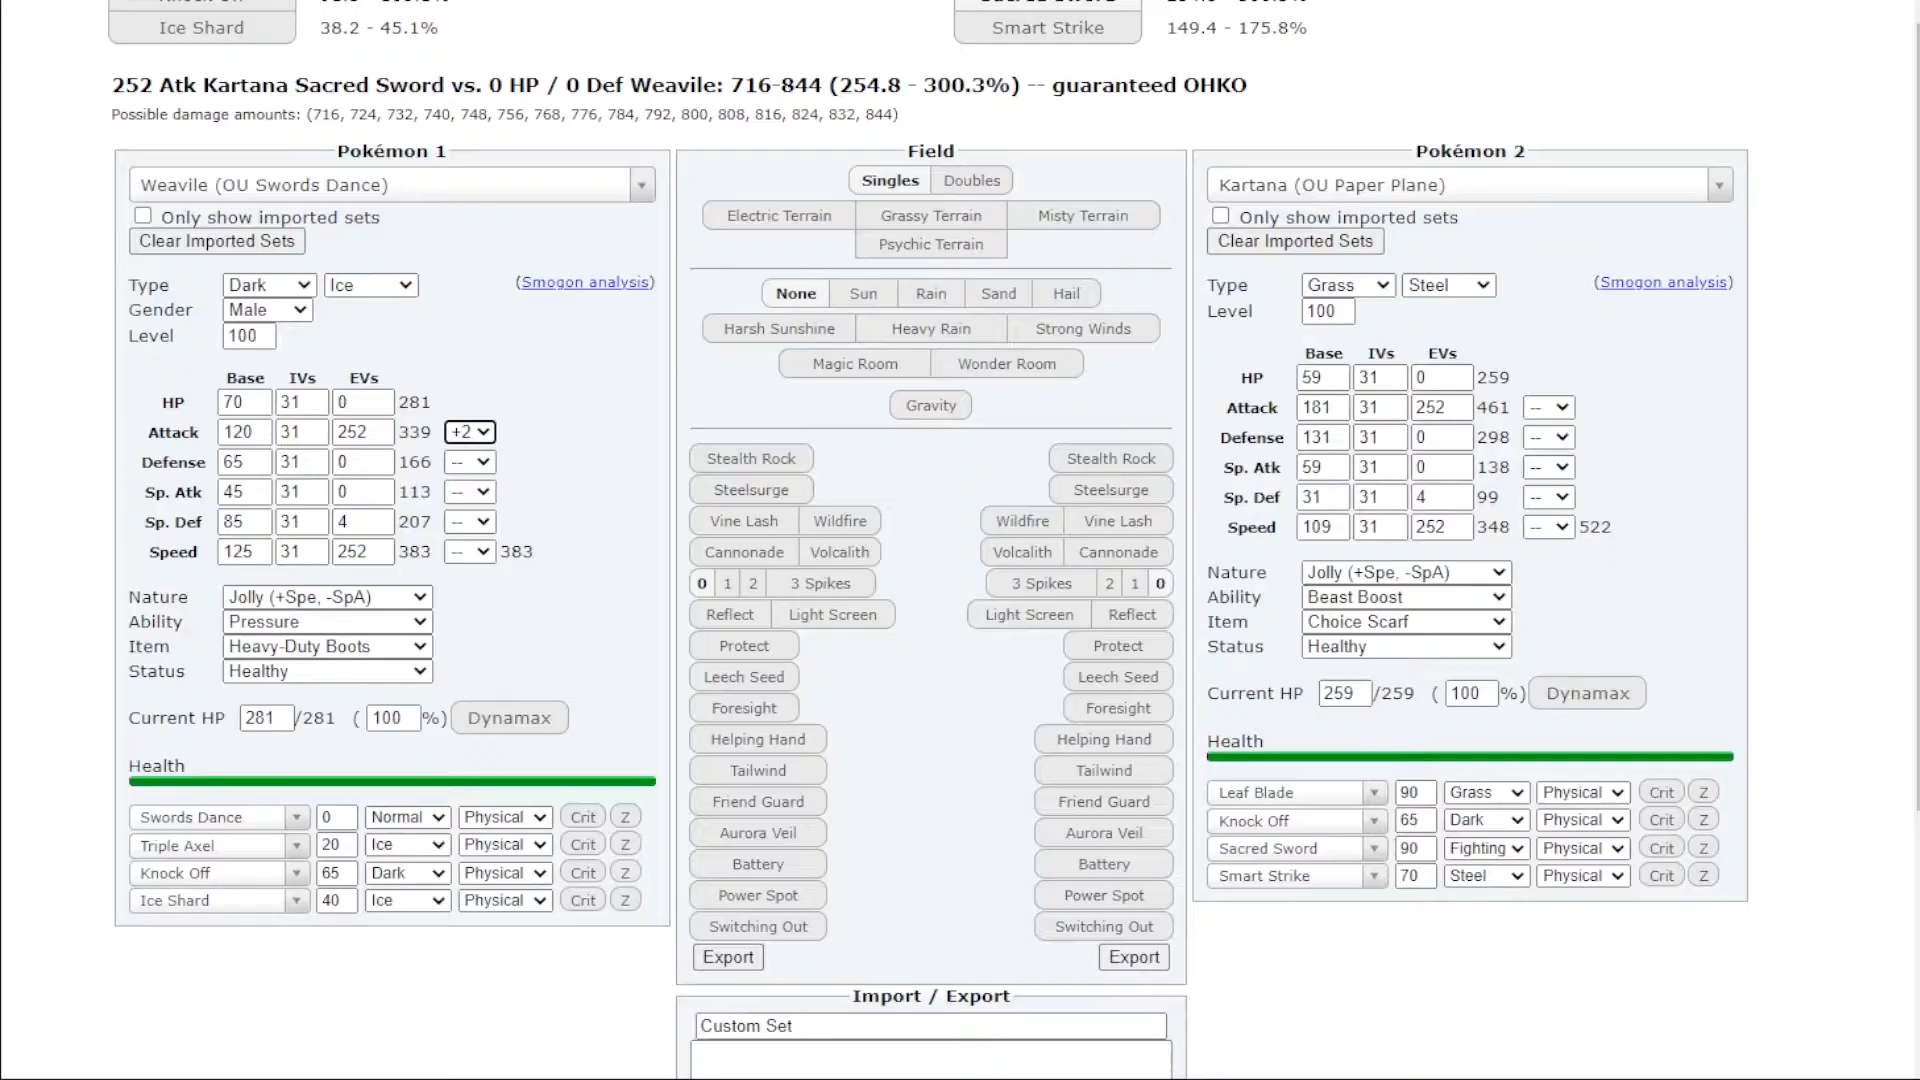 Ice Shard 38.2 - 45.1% Smart Strike 149.4 - 175.8%
252 Atk Kartana Sacred Sword vs. 0 HP / 0 Def Weavile: 716-844 (254.8 - 300.3%) -- guaranteed OHKO
Possible damage amounts: (716, 724, 732, 740, 748, 756, 768, 776, 784, 792, 800, 808, 816, 824, 832, 844)
Pokémon 1
Weavile (OU Swords Dance)
Only show imported sets
Clear Imported Sets
Type Dark Ice (Smogon analysis)
Gender Male
Level 100
Base IVs EVs
HP 70 31 0 281
Attack 120 31 252 339 +2
Defense 65 31 0 166 --
Sp. Atk 45 31 0 113 --
Sp. Def 85 31 4 207 --
Speed 125 31 252 383 -- 383
Nature Jolly (+Spe, -SpA)
Ability Pressure
Item Heavy-Duty Boots
Status Healthy
Current HP 281/281 ( 100 %) Dynamax
Health
Swords Dance 0 Normal Physical Crit Z
Triple Axel 20 Ice Physical Crit Z
Knock Off 65 Dark Physical Crit Z
Ice Shard 40 Ice Physical Crit Z
Field
Singles Doubles
Electric Terrain Grassy Terrain Misty Terrain
Psychic Terrain
None Sun Rain Sand Hail
Harsh Sunshine Heavy Rain Strong Winds
Magic Room Wonder Room
Gravity
Stealth Rock Stealth Rock
Steelsurge Steelsurge
Vine Lash Wildfire Wildfire Vine Lash
Cannonade Volcalith Volcalith Cannonade
0 1 2 3 Spikes 3 Spikes 2 1 0
Reflect Light Screen Light Screen Reflect
Protect Protect
Leech Seed Leech Seed
Foresight Foresight
Helping Hand Helping Hand
Tailwind Tailwind
Friend Guard Friend Guard
Aurora Veil Aurora Veil
Battery Battery
Power Spot Power Spot
Switching Out Switching Out
Export Export
Import / Export
Custom Set
Pokémon 2
Kartana (OU Paper Plane)
Only show imported sets
Clear Imported Sets
Type Grass Steel (Smogon analysis)
Level 100
Base IVs EVs
HP 59 31 0 259
Attack 181 31 252 461 --
Defense 131 31 0 298 --
Sp. Atk 59 31 0 138 --
Sp. Def 31 31 4 99 --
Speed 109 31 252 348 -- 522
Nature Jolly (+Spe, -SpA)
Ability Beast Boost
Item Choice Scarf
Status Healthy
Current HP 259/259 ( 100 %) Dynamax
Health
Leaf Blade 90 Grass Physical Crit Z
Knock Off 65 Dark Physical Crit Z
Sacred Sword 90 Fighting Physical Crit Z
Smart Strike 70 Steel Physical Crit Z